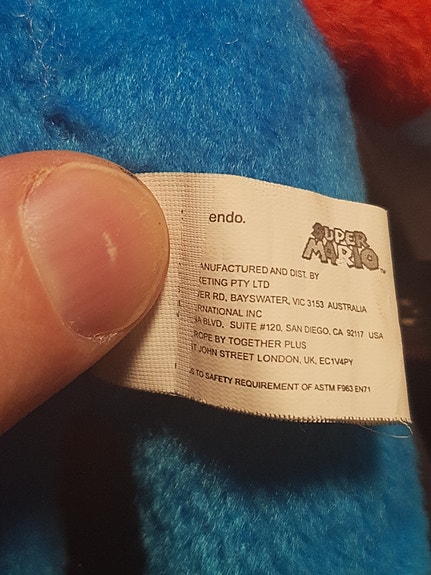 endo.
SUPER
MARIO™
ANUFACTURED AND DIST. BY
KETING PTY LTD
ER RD, BAYSWATER, VIC 3153 AUSTRALIA
RNATIONAL INC
A BLVD, SUITE #120, SAN DIEGO, CA 92117 USA
ROPE BY TOGETHER PLUS
T JOHN STREET LONDON, UK, EC1V4PY
S TO SAFETY REQUIREMENT OF ASTM F963 EN71